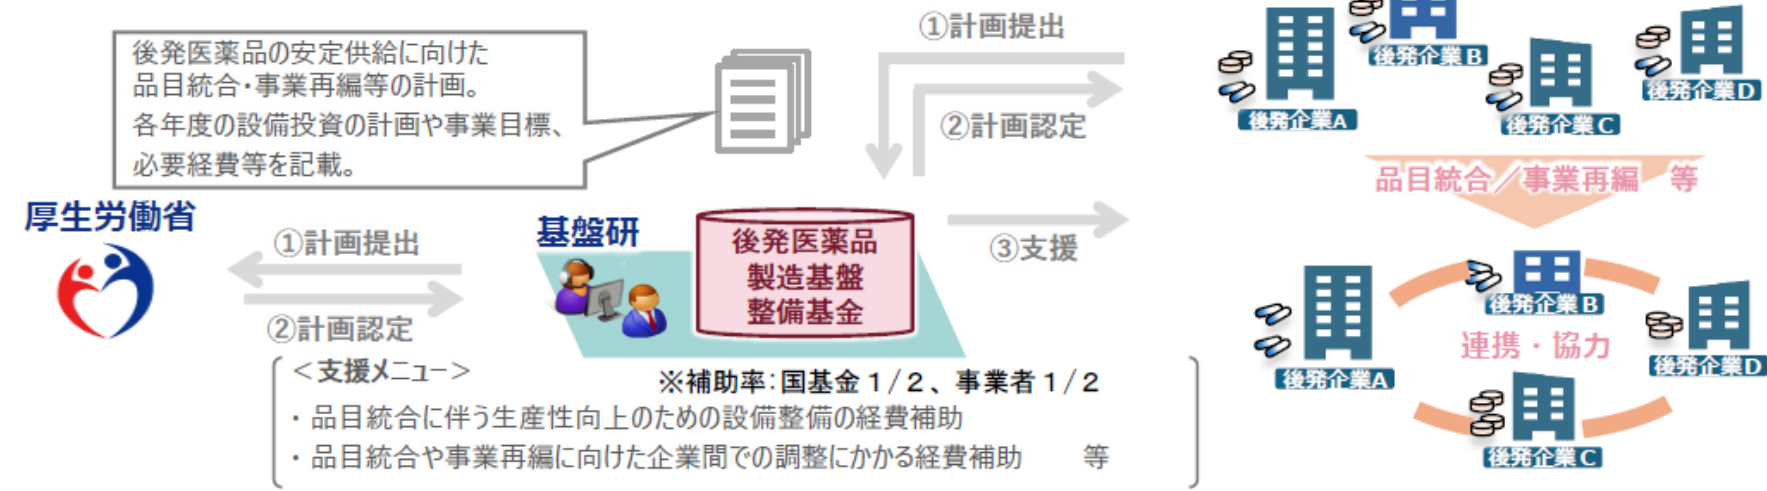 ①計画提出
後発医薬品の安定供給に向けた
品目統合・事業再編等の計画。
各年度の設備投資の計画や事業目標、
必要経費等を記載。
②計画認定
後発企業A
後発企業B
後発企業C
後発企業D
品目統合／事業再編　等
厚生労働省
①計画提出
②計画認定
基盤研
後発医薬品
製造基盤
整備基金
③支援
後発企業A
後発企業B
連携・協力
後発企業D
後発企業C
＜支援メニュー＞
※補助率:国基金１/２、事業者１/２
・品目統合に伴う生産性向上のための設備整備の経費補助
・品目統合や事業再編に向けた企業間での調整にかかる経費補助　　等